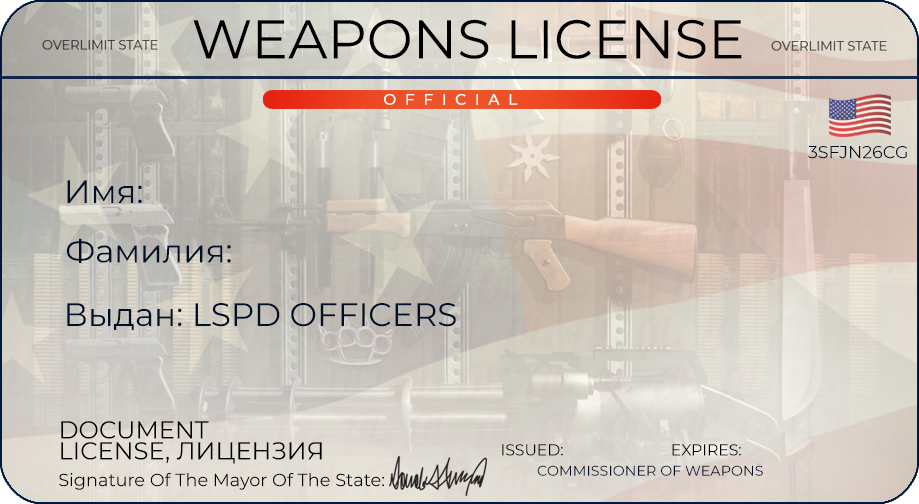 OVERLIMIT STATE WEAPONS LICENSE OVERLIMIT STATE
OFFICIAL
3SFJN26CG
Имя:
Фамилия:
Выдан: LSPD OFFICERS
DOCUMENT
LICENSE, ЛИЦЕНЗИЯ
ISSUED: EXPIRES:
COMMISSIONER OF WEAPONS
Signature Of The Mayor Of The State: